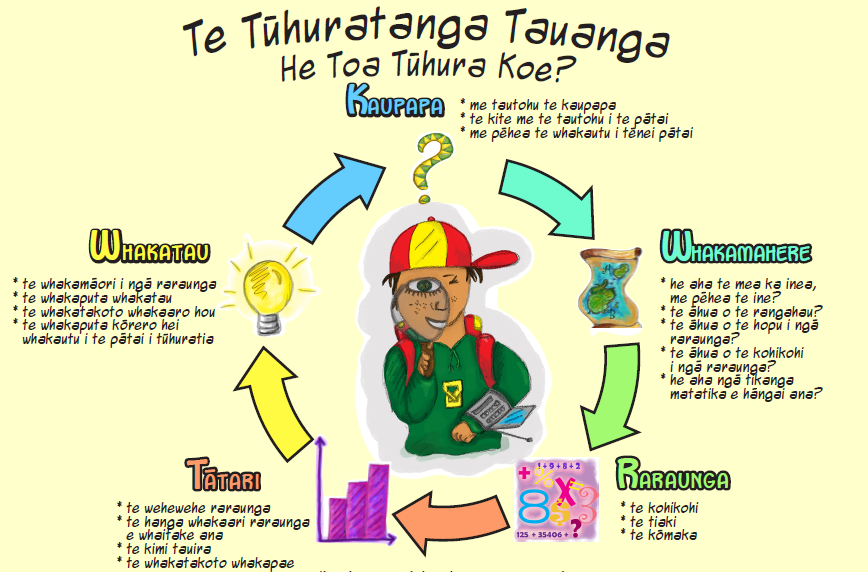 Te Tūhuratanga Tauanga
He Toa Tūhura Koe?
Kaupapa
* me tautohu te kaupapa
* te kite me te tautohu i te pātai
* me pēhea te whakautu i tēnei pātai
Whakamahere
* he aha te mea ka inea,
me pēhea te ine?
* te āhua o te rangahau?
* te āhua o te hopu i ngā
raraunga?
* te āhua o te kohikohi
i ngā raraunga?
* he aha ngā tikanga
matatika e hāngai ana?
Raraunga
* te kohikohi
* te tiaki
* te kōmaka
1+9+8+2
+ % x
8 5 3
?
125 + 35406 +
Tātari
* te wehewehe raraunga
* te hanga whakaari raraunga
e whaitake ana
* te kimi tauira
* te whakatakoto whakapae
Whakatau
* te whakamāori i ngā raraunga
* te whakaputa whakatau
* te whakatakoto whakaaro hou
* te whakaputa kōrero hei
whakautu i te pātai i tūhuratia
?